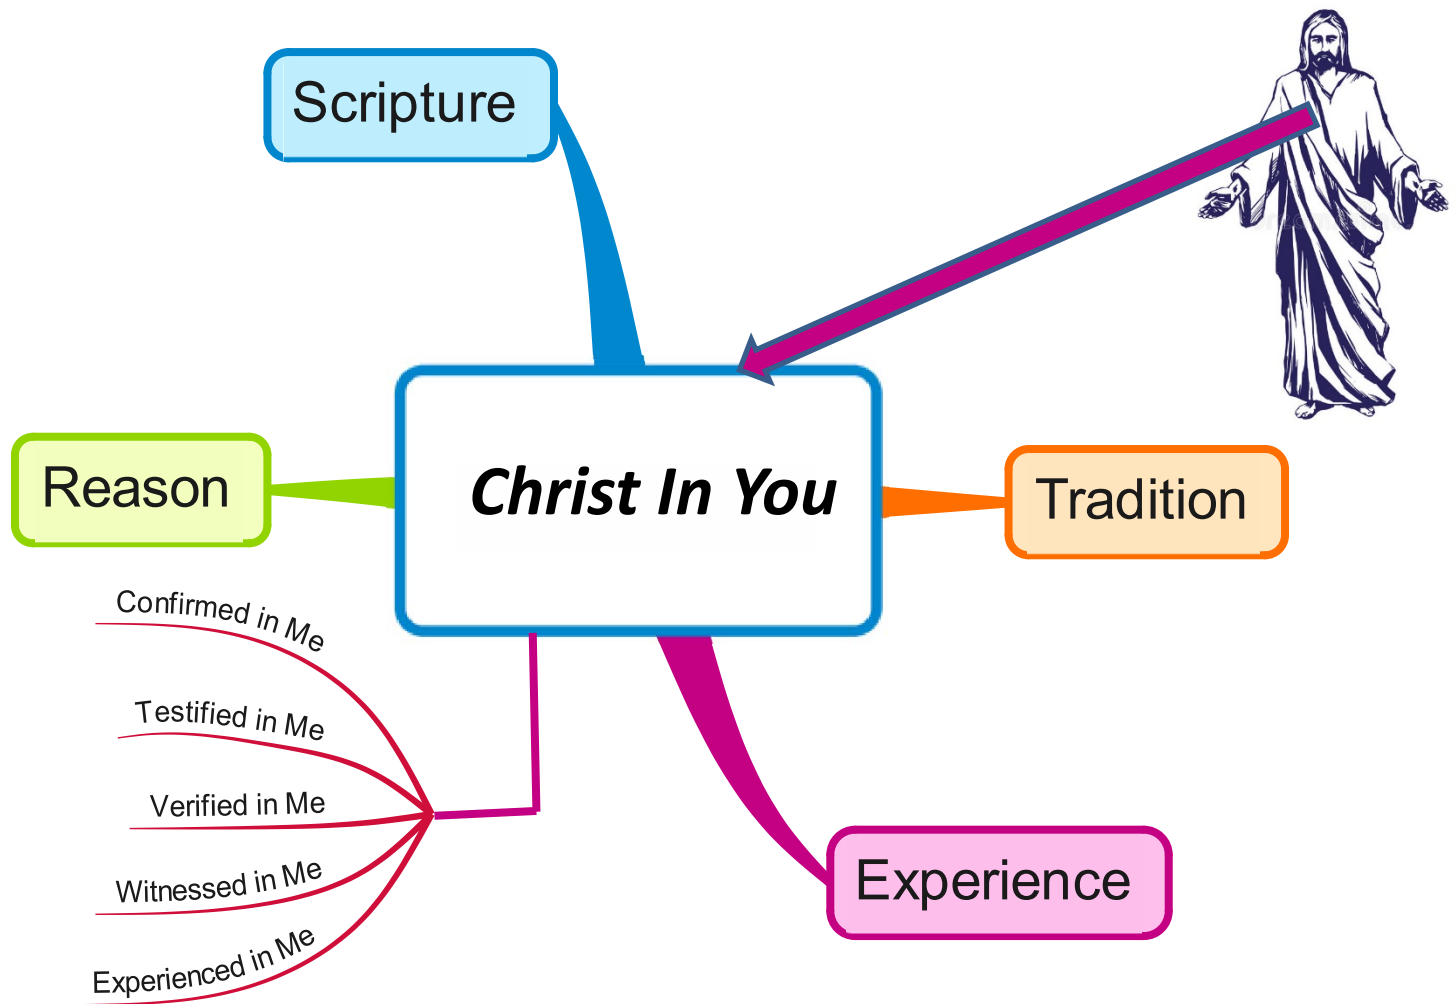 Scripture
Christ In You
Reason
Tradition
Confirmed in Me
Testified in Me
Verified in Me
Witnessed in Me
Experienced in Me
Experience